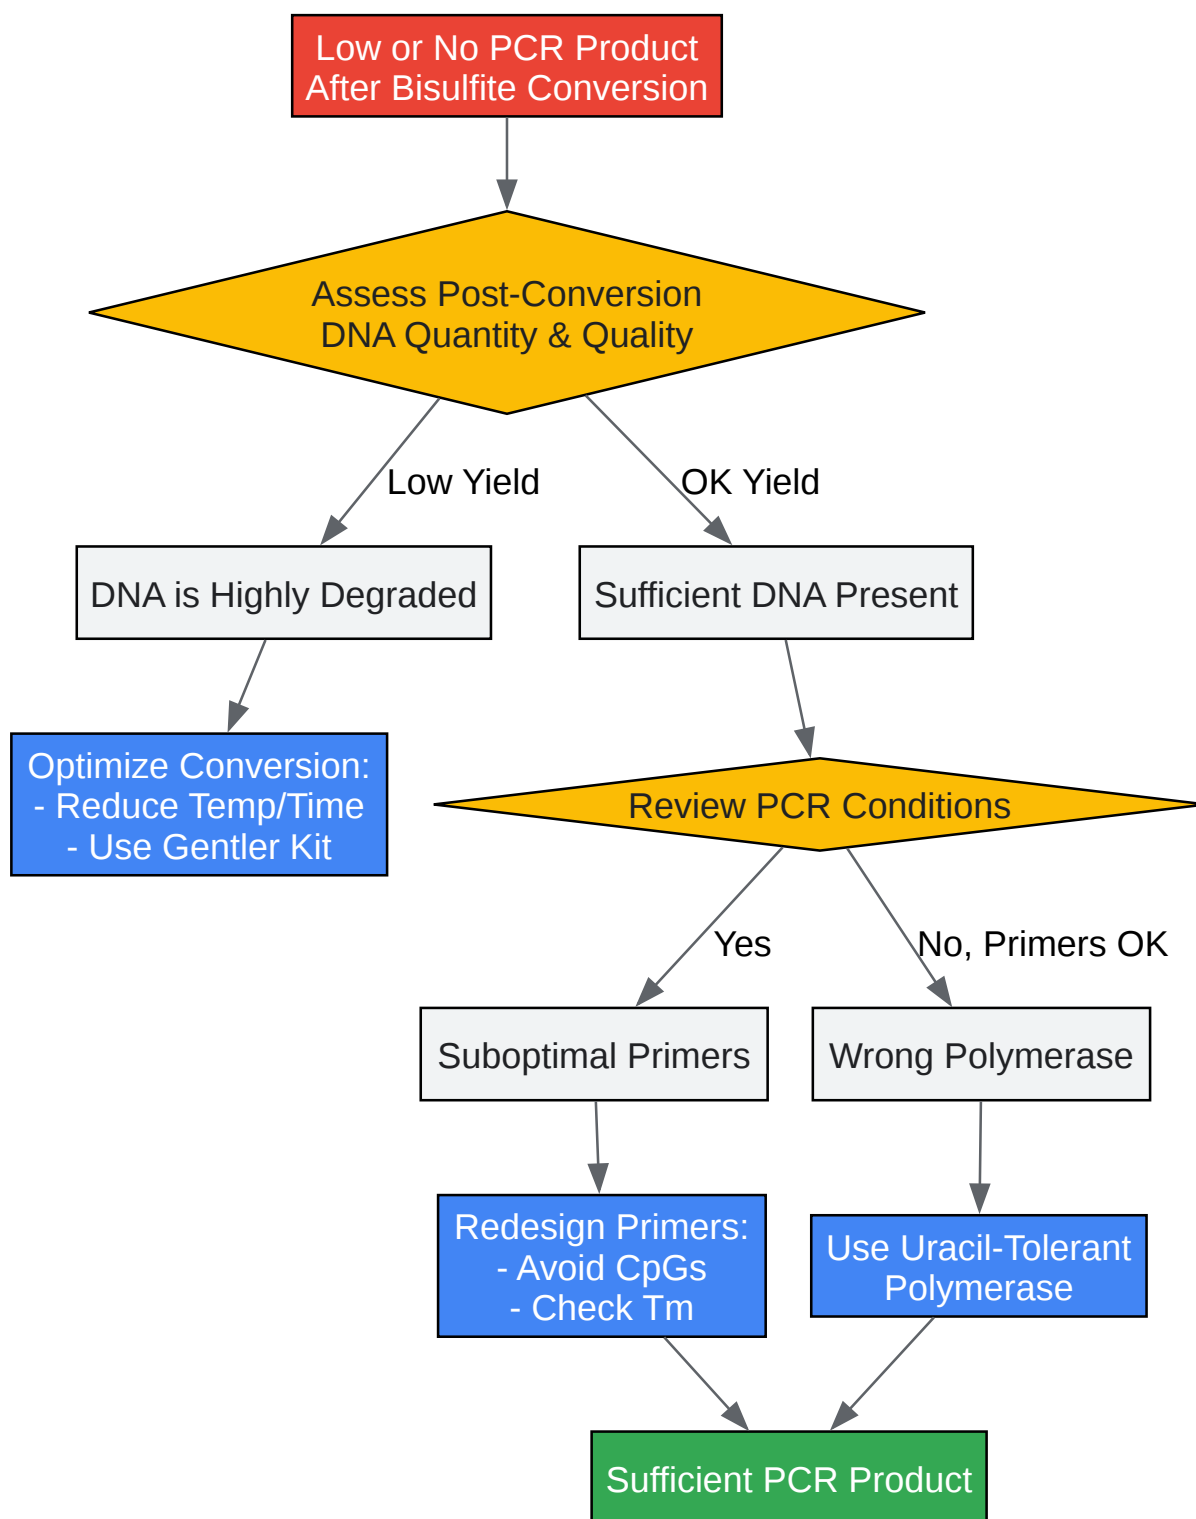 Low or No PCR Product
After Bisulfite Conversion
Assess Post-Conversion
DNA Quantity & Quality
Low Yield
OK Yield
DNA is Highly Degraded
Sufficient DNA Present
Optimize Conversion:
- Reduce Temp/Time
- Use Gentler Kit
Review PCR Conditions
Yes
No, Primers OK
Suboptimal Primers
Wrong Polymerase
Redesign Primers:
- Avoid CpGs
- Check Tm
Use Uracil-Tolerant
Polymerase
Sufficient PCR Product